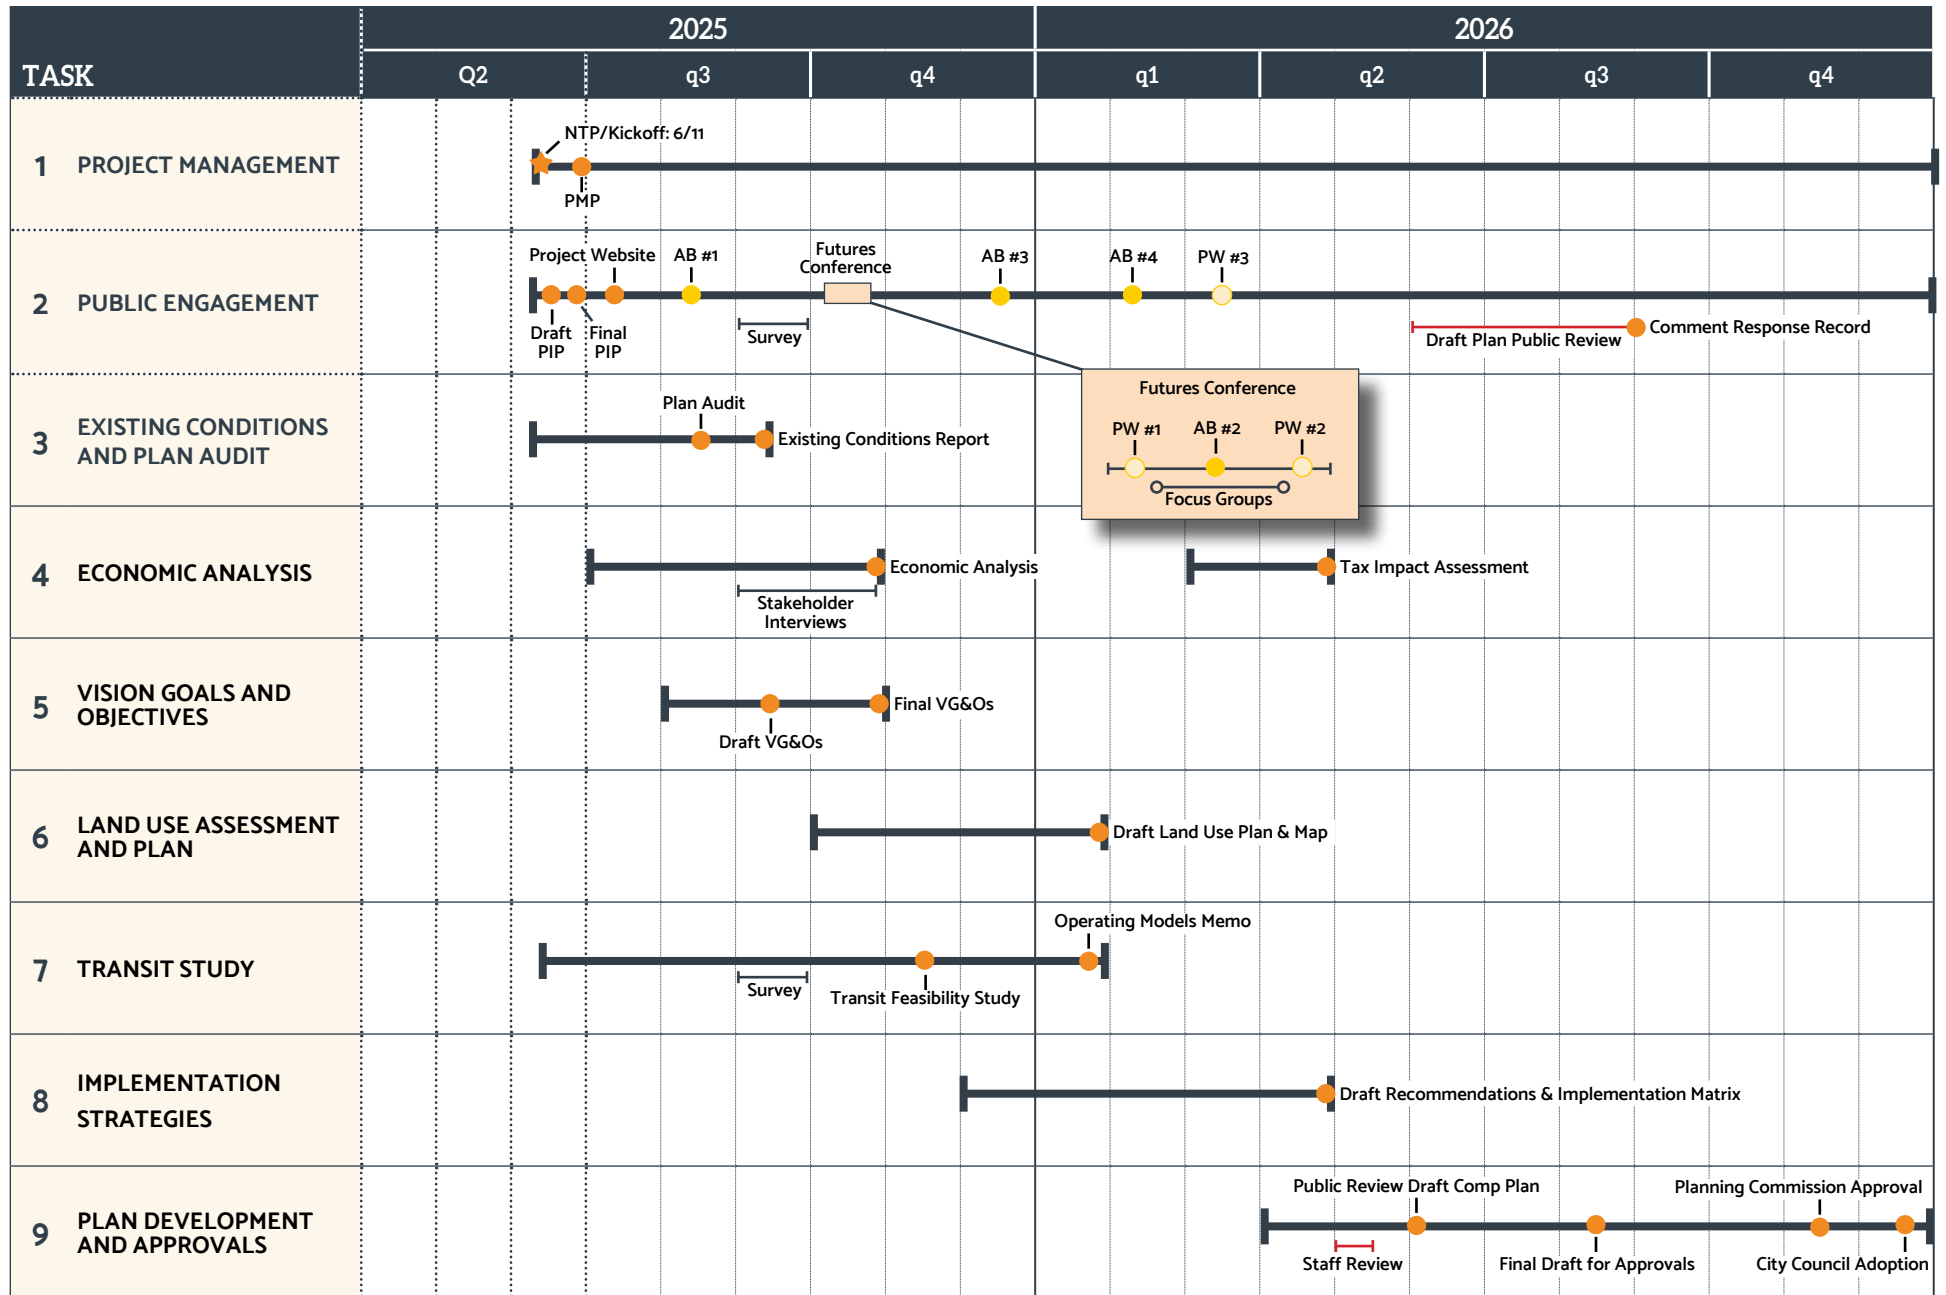 2025
2026
TASK
Q2
q3
q4
q1
q2
q3
q4
NTP/Kickoff: 6/11
1
PROJECT MANAGEMENT
PMP
Project Website
AB #1
Futures
Conference
AB #3
AB #4
PW #3
2
PUBLIC ENGAGEMENT
Draft
PIP
Final
PIP
Survey
Draft Plan Public Review
Comment Response Record
Futures Conference
PW #1
AB #2
PW #2
Focus Groups
3
EXISTING CONDITIONS
AND PLAN AUDIT
Plan Audit
Existing Conditions Report
4
ECONOMIC ANALYSIS
Economic Analysis
Stakeholder
Interviews
Tax Impact Assessment
5
VISION GOALS AND
OBJECTIVES
Final VG&Os
Draft VG&Os
6
LAND USE ASSESSMENT
AND PLAN
Draft Land Use Plan & Map
Operating Models Memo
7
TRANSIT STUDY
Survey
Transit Feasibility Study
8
IMPLEMENTATION
STRATEGIES
Draft Recommendations & Implementation Matrix
Public Review Draft Comp Plan
Planning Commission Approval
9
PLAN DEVELOPMENT
AND APPROVALS
Staff Review
Final Draft for Approvals
City Council Adoption